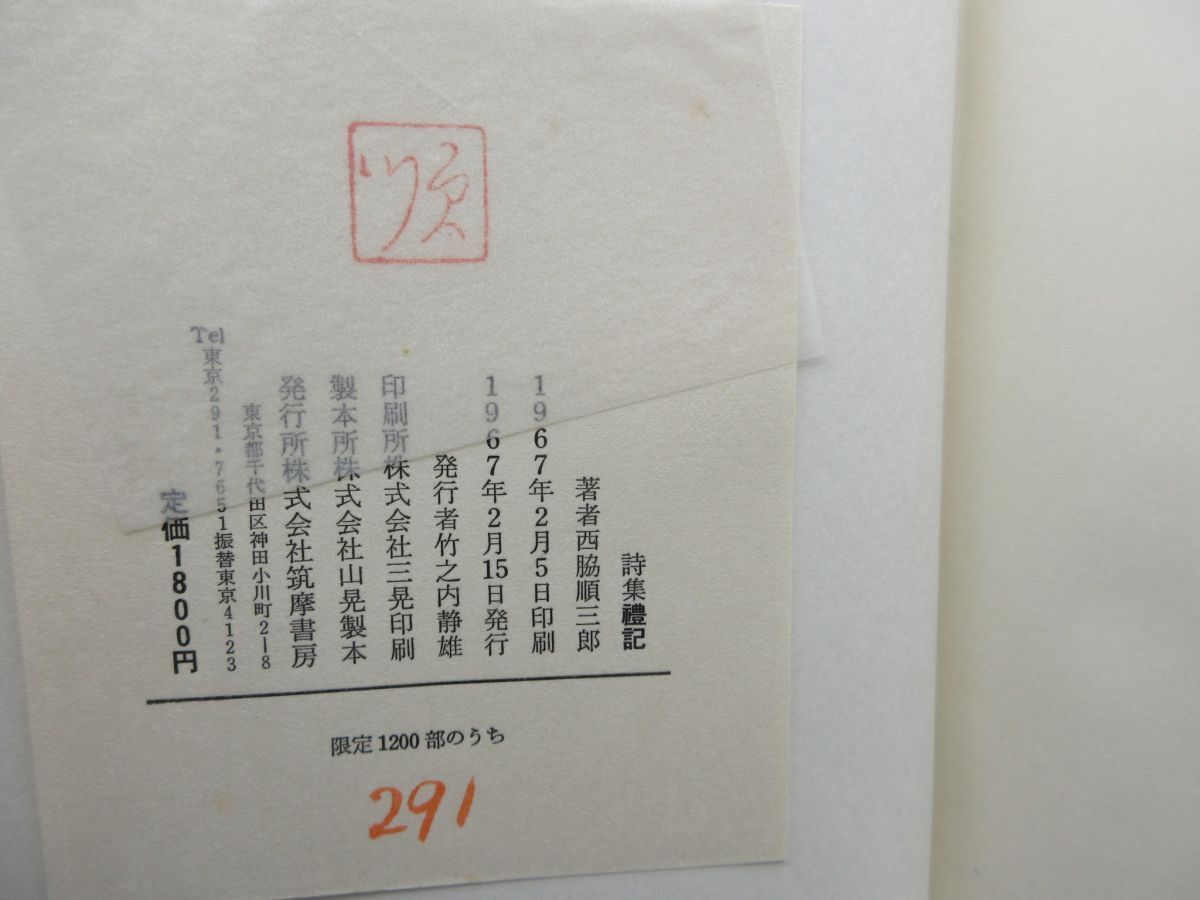 順
詩集禮記
著者西脇順三郎
1967年2月5日印刷
1967年2月15日発行
発行者竹之内静雄
印刷所株式会社三晃印刷
製本所株式会社山晃製本
発行所株式会社筑摩書房
東京都千代田区神田小川町2-8
Tel東京291・7651振替東京4123
定価1800円
限定1200部のうち
291